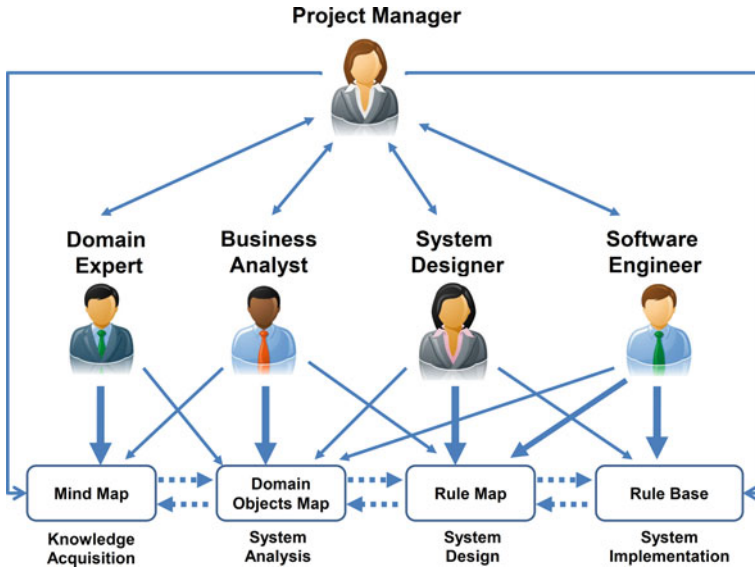 Project Manager
Domain
Expert
Business
Analyst
System
Designer
Software
Engineer
Mind Map
Domain
Objects Map
Rule Map
Rule Base
Knowledge
Acquisition
System
Analysis
System
Design
System
Implementation